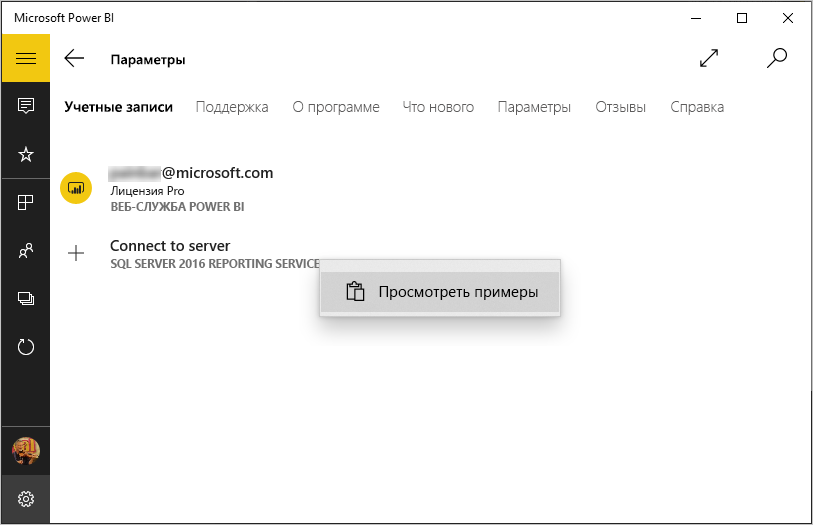 Microsoft Power BI
Параметры
Учетные записи Поддержка О программе Что нового Параметры Отзывы Справка
@microsoft.com
Лицензия Pro
ВЕБ-СЛУЖБА POWER BI
Connect to server
SQL SERVER 2016 REPORTING SERVICE
Просмотреть примеры